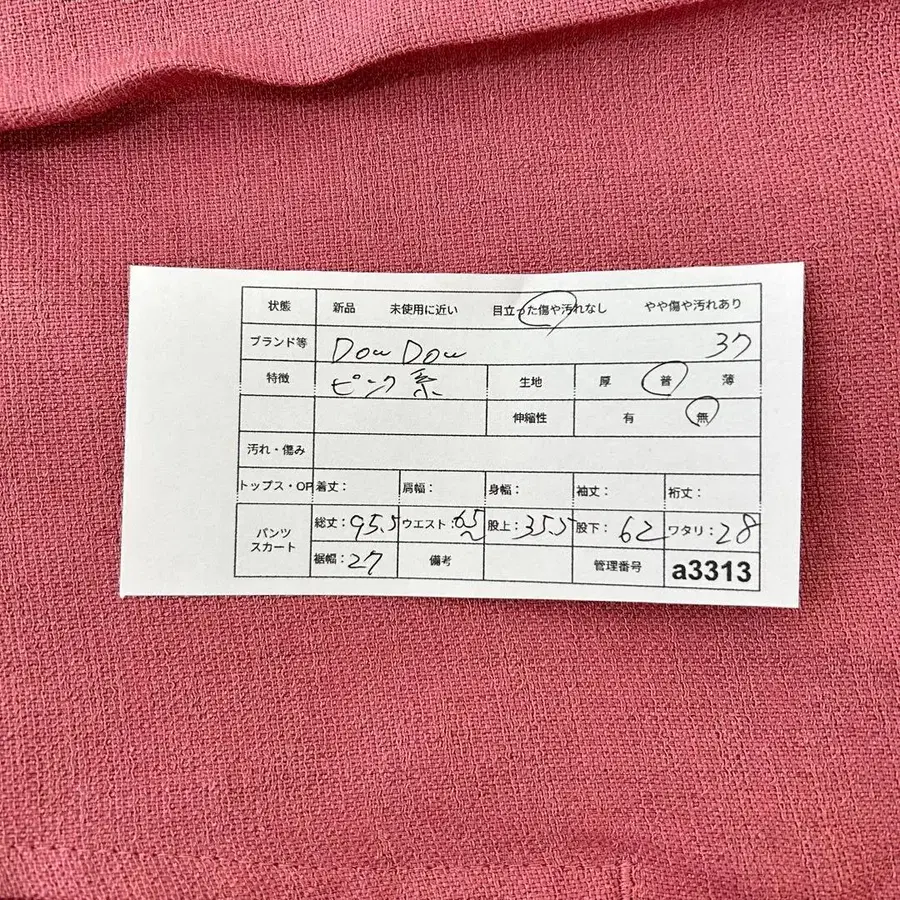 状態 新品 未使用に近い 目立った傷や汚れなし やや傷や汚れあり
ブランド等 Dou Dou 37
特徴 ピンク系 生地 厚 普 薄
伸縮性 有 無
汚れ・傷み
トップス・OP 着丈： 肩幅： 身幅： 袖丈： 裄丈：
パンツ スカート 総丈：95.5 ウエスト：65〜 股上：35.5 股下：62 ワタリ：28
裾幅：27 備考 管理番号 a3313